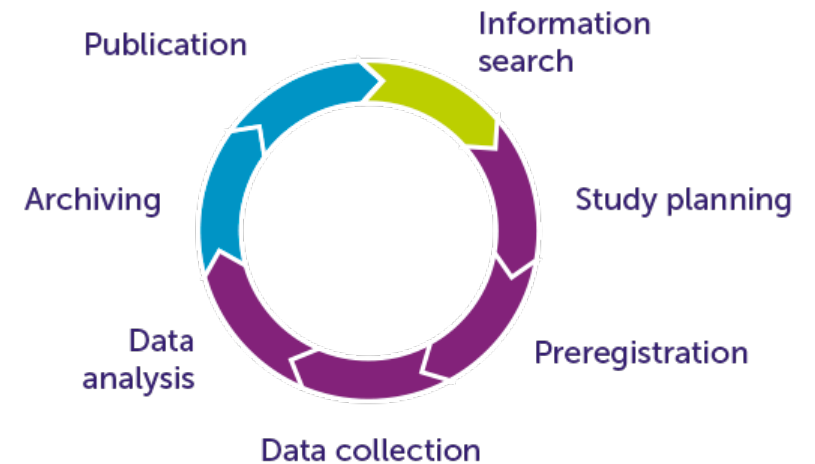 Publication
Information
search
Archiving
Study planning
Data
analysis
Preregistration
Data collection